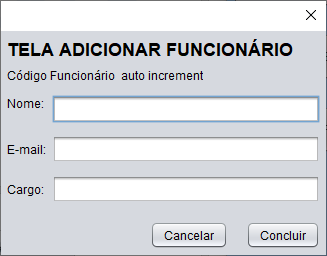 TELA ADICIONAR FUNCIONÁRIO
Código Funcionário auto increment
Nome:
E-mail:
Cargo:
Cancelar Concluir